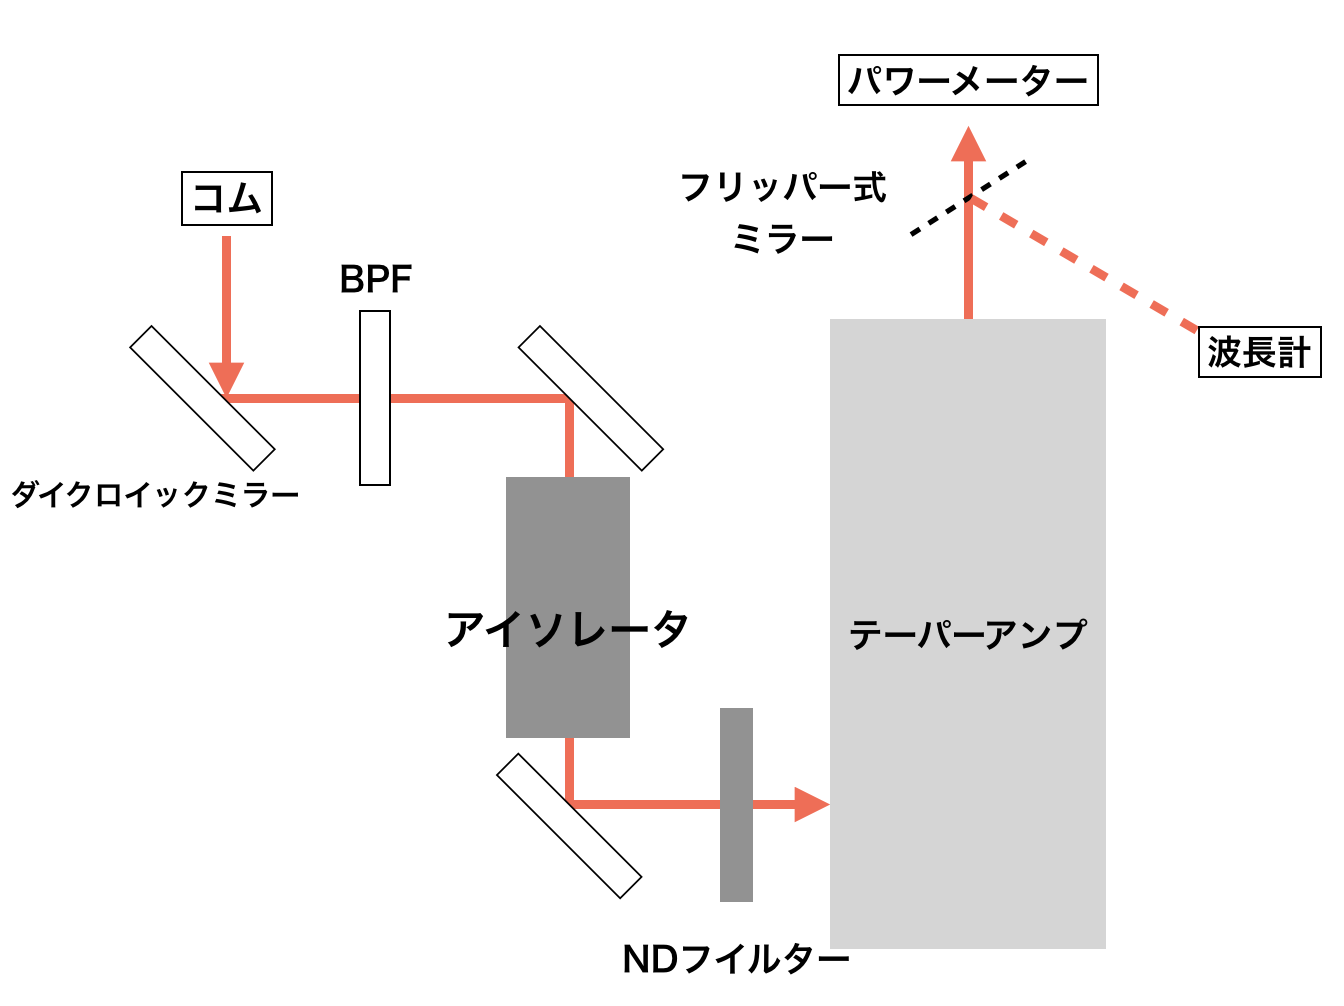 パワーメーター
コム
フリッパー式
ミラー
BPF
波長計
ダイクロイックミラー
アイソレータ
テーパーアンプ
NDフイルター